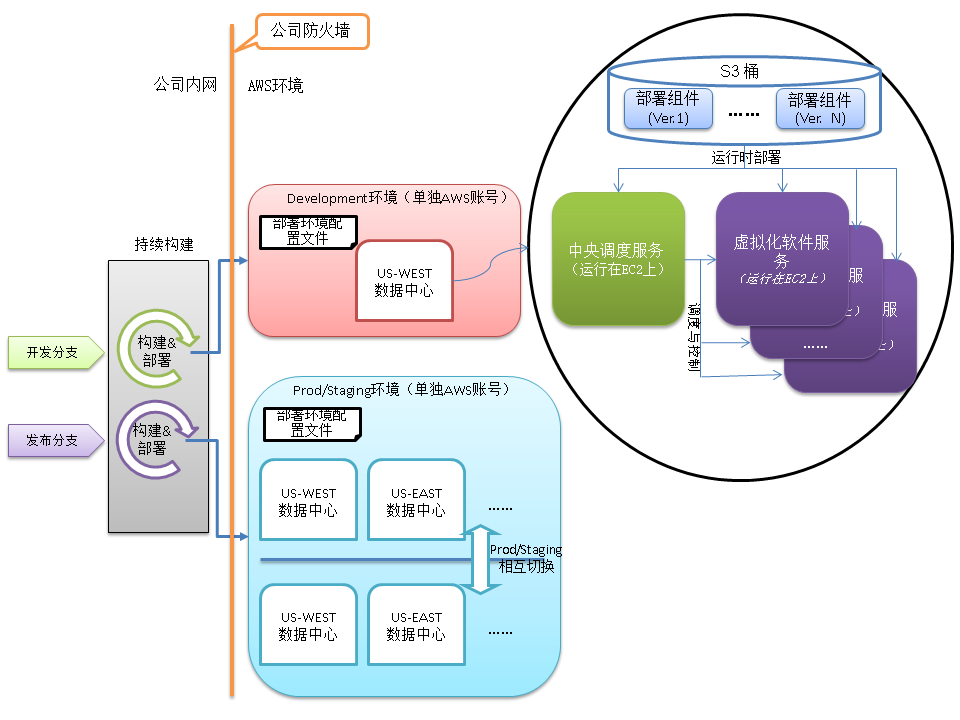 公司防火墙
公司内网
AWS环境
S3 桶
部署组件
(Ver.1)
……
部署组件
(Ver. N)
运行时部署
Development环境（单独AWS账号）
部署环境配
置文件
US-WEST
数据中心
中央调度服务
（运行在EC2上）
虚拟化软件服
务
（运行在EC2上）
服
服
……
调度与控制
持续构建
开发分支
构建&
部署
发布分支
构建&
部署
Prod/Staging环境（单独AWS账号）
部署环境配
置文件
US-WEST
数据中心
US-EAST
数据中心
……
Prod/Staging
相互切换
US-WEST
数据中心
US-EAST
数据中心
……